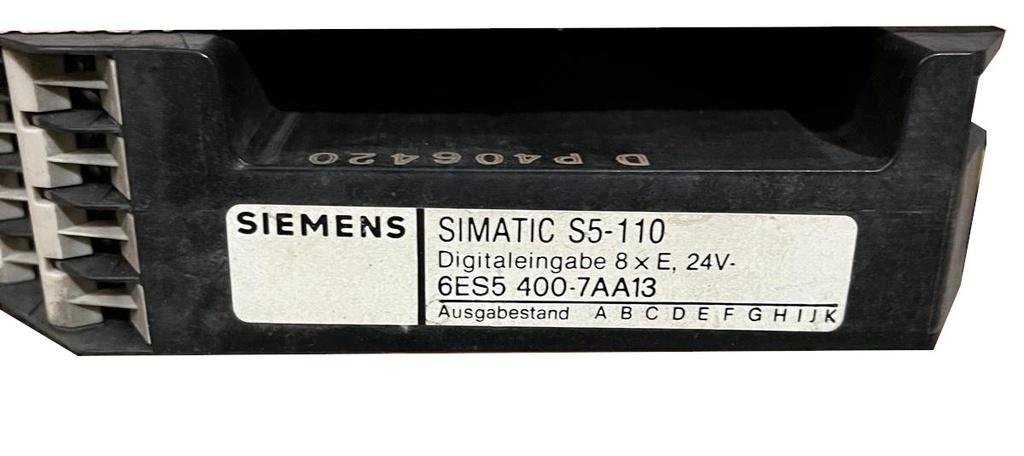 D P406420
SIEMENS
SIMATIC S5-110
Digitaleingabe 8 x E, 24V-
6ES5 400-7AA13
Ausgabestand A B C D E F G H I J K